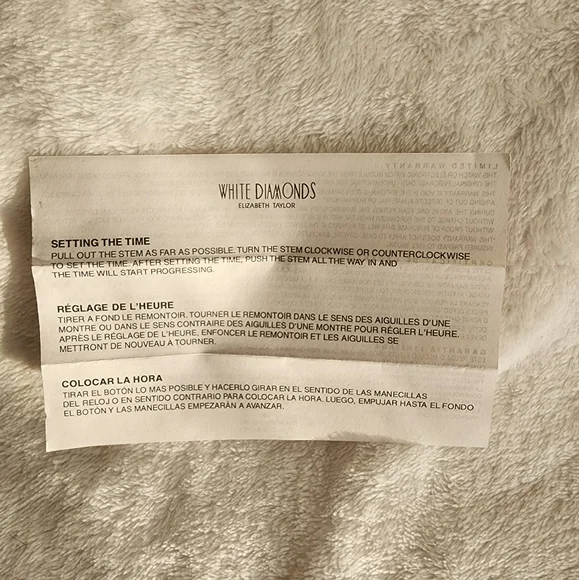 WHITE DIAMONDS
ELIZABETH TAYLOR
SETTING THE TIME
PULL OUT THE STEM AS FAR AS POSSIBLE. TURN THE STEM CLOCKWISE OR COUNTERCLOCKWISE
TO SET THE TIME. AFTER SETTING THE TIME, PUSH THE STEM ALL THE WAY IN AND
THE TIME WILL START PROGRESSING.
RÉGLAGE DE L'HEURE
TIRER A FOND LE REMONTOIR. TOURNER LE REMONTOIR DANS LE SENS DES AIGUILLES D'UNE
MONTRE OU DANS LE SENS CONTRAIRE DES AIGUILLES D'UNE MONTRE POUR RÉGLER L'HEURE.
APRÈS LE RÉGLAGE DE L'HEURE, ENFONCER LE REMONTOIR ET LES AIGUILLES SE
METTRONT DE NOUVEAU À TOURNER.
COLOCAR LA HORA
TIRAR EL BOTÓN LO MAS POSIBLE Y HACERLO GIRAR EN EL SENTIDO DE LAS MANECILLAS
DEL RELOJ O EN SENTIDO CONTRARIO PARA COLOCAR LA HORA. LUEGO, EMPUJAR HASTA EL FONDO
EL BOTÓN Y LAS MANECILLAS EMPEZARÁN A AVANZAR.
LIMITED WARRANTY